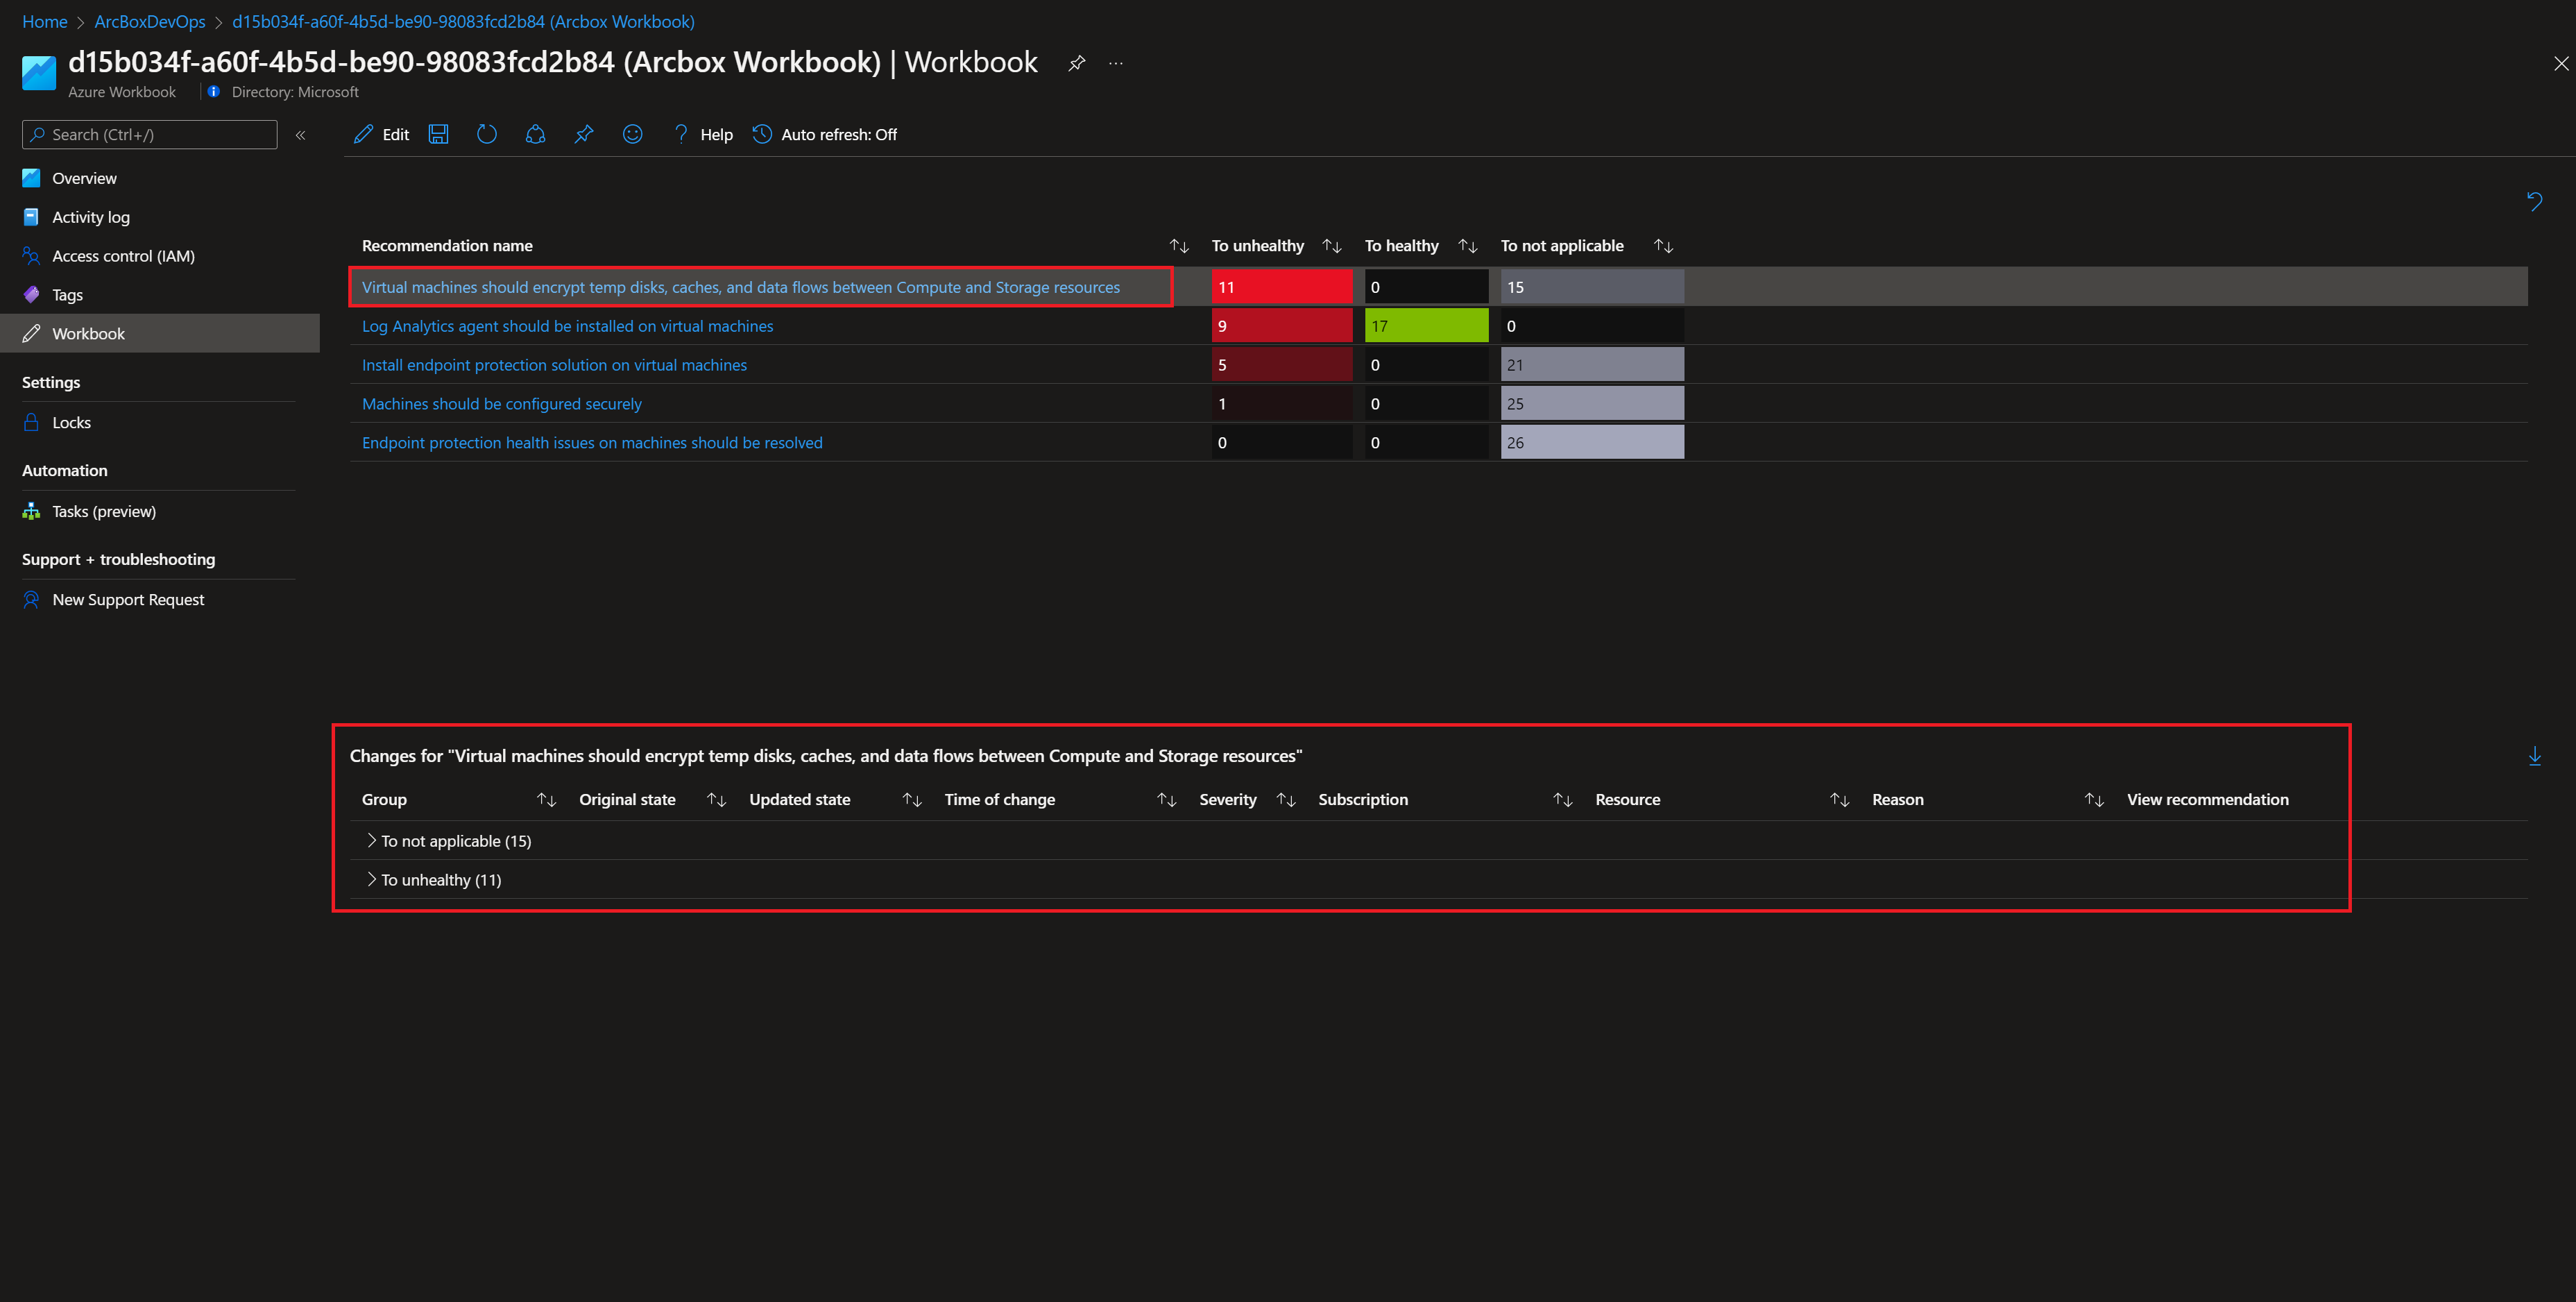 Home > ArcBoxDevOps > d15b034f-a60f-4b5d-be90-98083fcd2b84 (Arcbox Workbook)
d15b034f-a60f-4b5d-be90-98083fcd2b84 (Arcbox Workbook) | Workbook ...
Azure Workbook | Directory: Microsoft
Search (Ctrl+/) «
Edit Help Auto refresh: Off
Overview
Activity log
Access control (IAM)
Tags
Workbook
Settings
Locks
Automation
Tasks (preview)
Support + troubleshooting
New Support Request
Recommendation name To unhealthy To healthy To not applicable
Virtual machines should encrypt temp disks, caches, and data flows between Compute and Storage resources 11 0 15
Log Analytics agent should be installed on virtual machines 9 17 0
Install endpoint protection solution on virtual machines 5 0 21
Machines should be configured securely 1 0 25
Endpoint protection health issues on machines should be resolved 0 0 26
Changes for "Virtual machines should encrypt temp disks, caches, and data flows between Compute and Storage resources"
Group Original state Updated state Time of change Severity Subscription Resource Reason View recommendation
To not applicable (15)
To unhealthy (11)